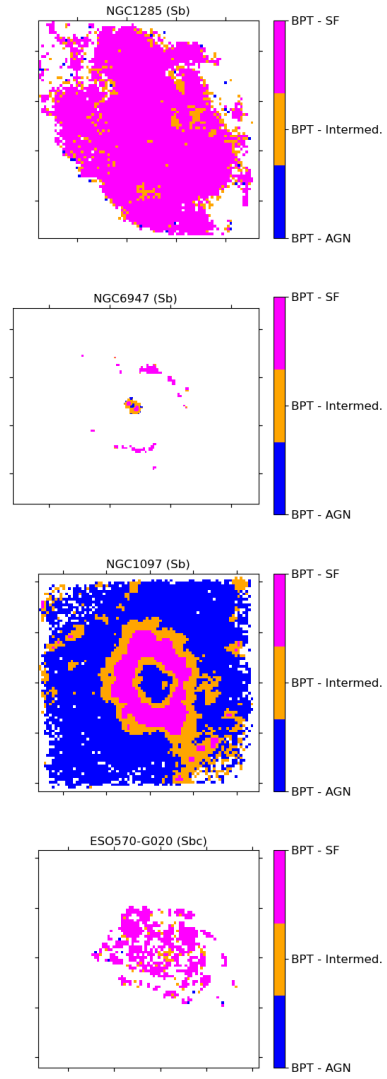 NGC1285 (Sb)
BPT - SF
BPT - Intermed.
BPT - AGN
NGC6947 (Sb)
BPT - SF
BPT - Intermed.
BPT - AGN
NGC1097 (Sb)
BPT - SF
BPT - Intermed.
BPT - AGN
ESO570-G020 (Sbc)
BPT - SF
BPT - Intermed.
BPT - AGN